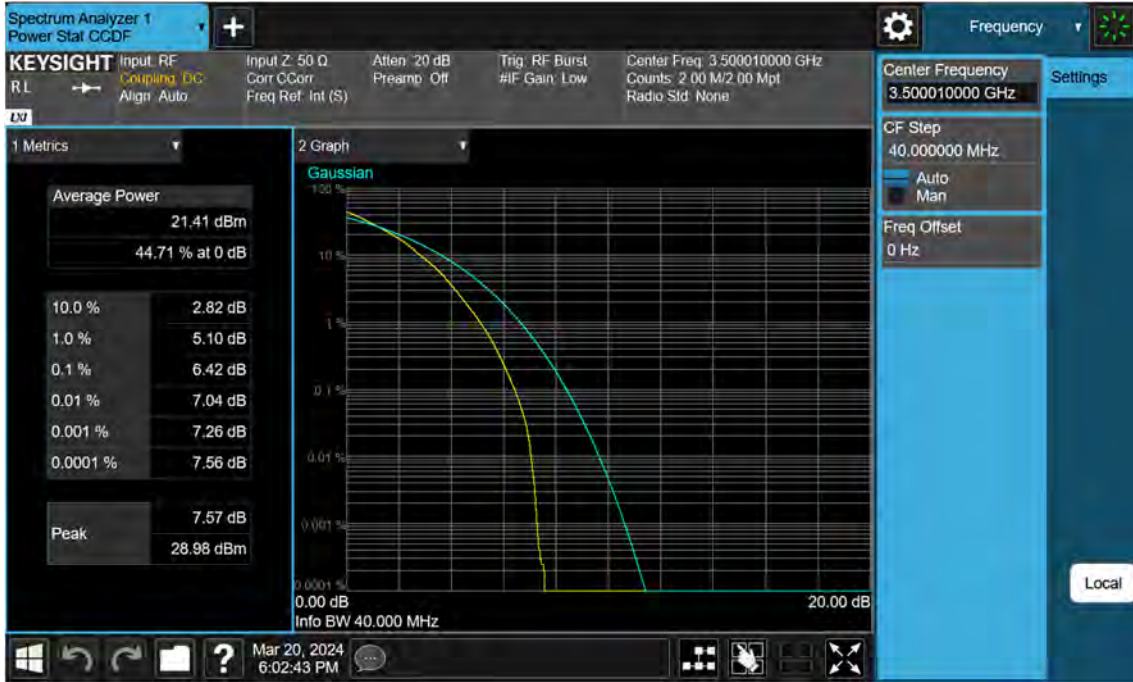 Spectrum Analyzer 1
Power Stat CCDF
+
Frequency
KEYSIGHT
RL
LXI
Input: RF
Coupling: DC
Align: Auto
Input Z: 50 Ω
Corr CCorr
Freq Ref: Int (S)
Atten: 20 dB
Preamp: Off
Trig: RF Burst
#IF Gain: Low
Center Freq: 3.500010000 GHz
Counts: 2.00 M/2.00 Mpt
Radio Std: None
Center Frequency
3.500010000 GHz
Settings
CF Step
40.000000 MHz
Auto
Man
Freq Offset
0 Hz
Local
1 Metrics
Average Power
21.41 dBm
44.71 % at 0 dB
10.0 % 2.82 dB
1.0 % 5.10 dB
0.1 % 6.42 dB
0.01 % 7.04 dB
0.001 % 7.26 dB
0.0001 % 7.56 dB
Peak
7.57 dB
28.98 dBm
2 Graph
Gaussian
100 %
10 %
1 %
0.1 %
0.01 %
0.001 %
0.0001 %
0.00 dB 20.00 dB
Info BW 40.000 MHz
?
Mar 20, 2024
6:02:43 PM